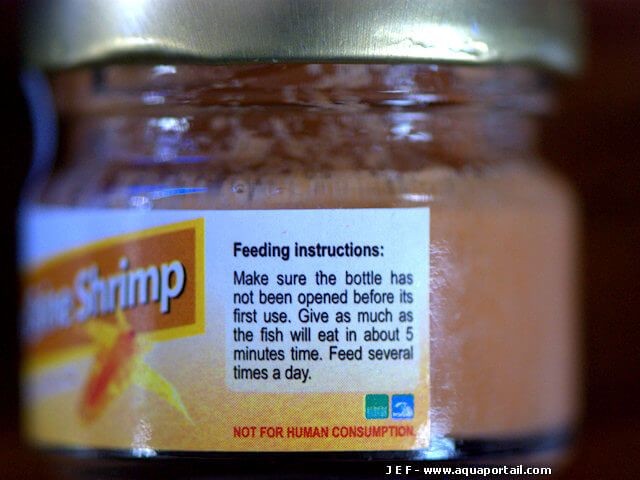 Shrimp
Feeding instructions:
Make sure the bottle has
not been opened before its
first use. Give as much as
the fish will eat in about 5
minutes time. Feed several
times a day.
NOT FOR HUMAN CONSUMPTION
JEF - www.aquaportail.com